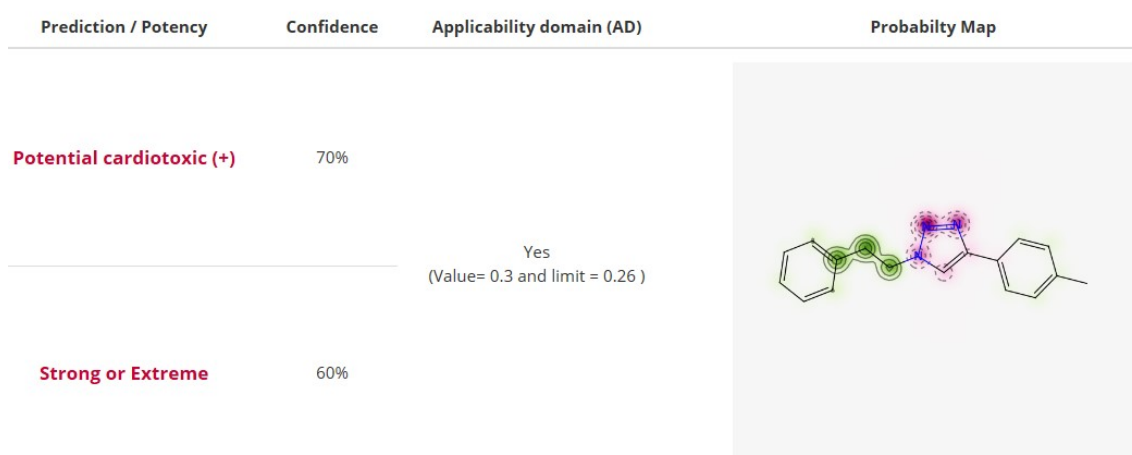 Prediction / Potency Confidence Applicability domain (AD) Probabilty Map
Potential cardiotoxic (+) 70%
Yes
(Value= 0.3 and limit = 0.26 )
Strong or Extreme 60%
N N
N